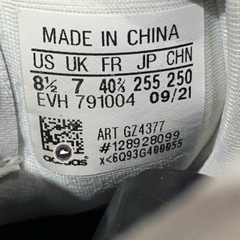 MADE IN CHINA
US UK FR JP CHN
8½ 7 40⅔ 255 250
EVH 791004 09/21
ART GZ4377
#128928099
x<6Q93G400055
adidas